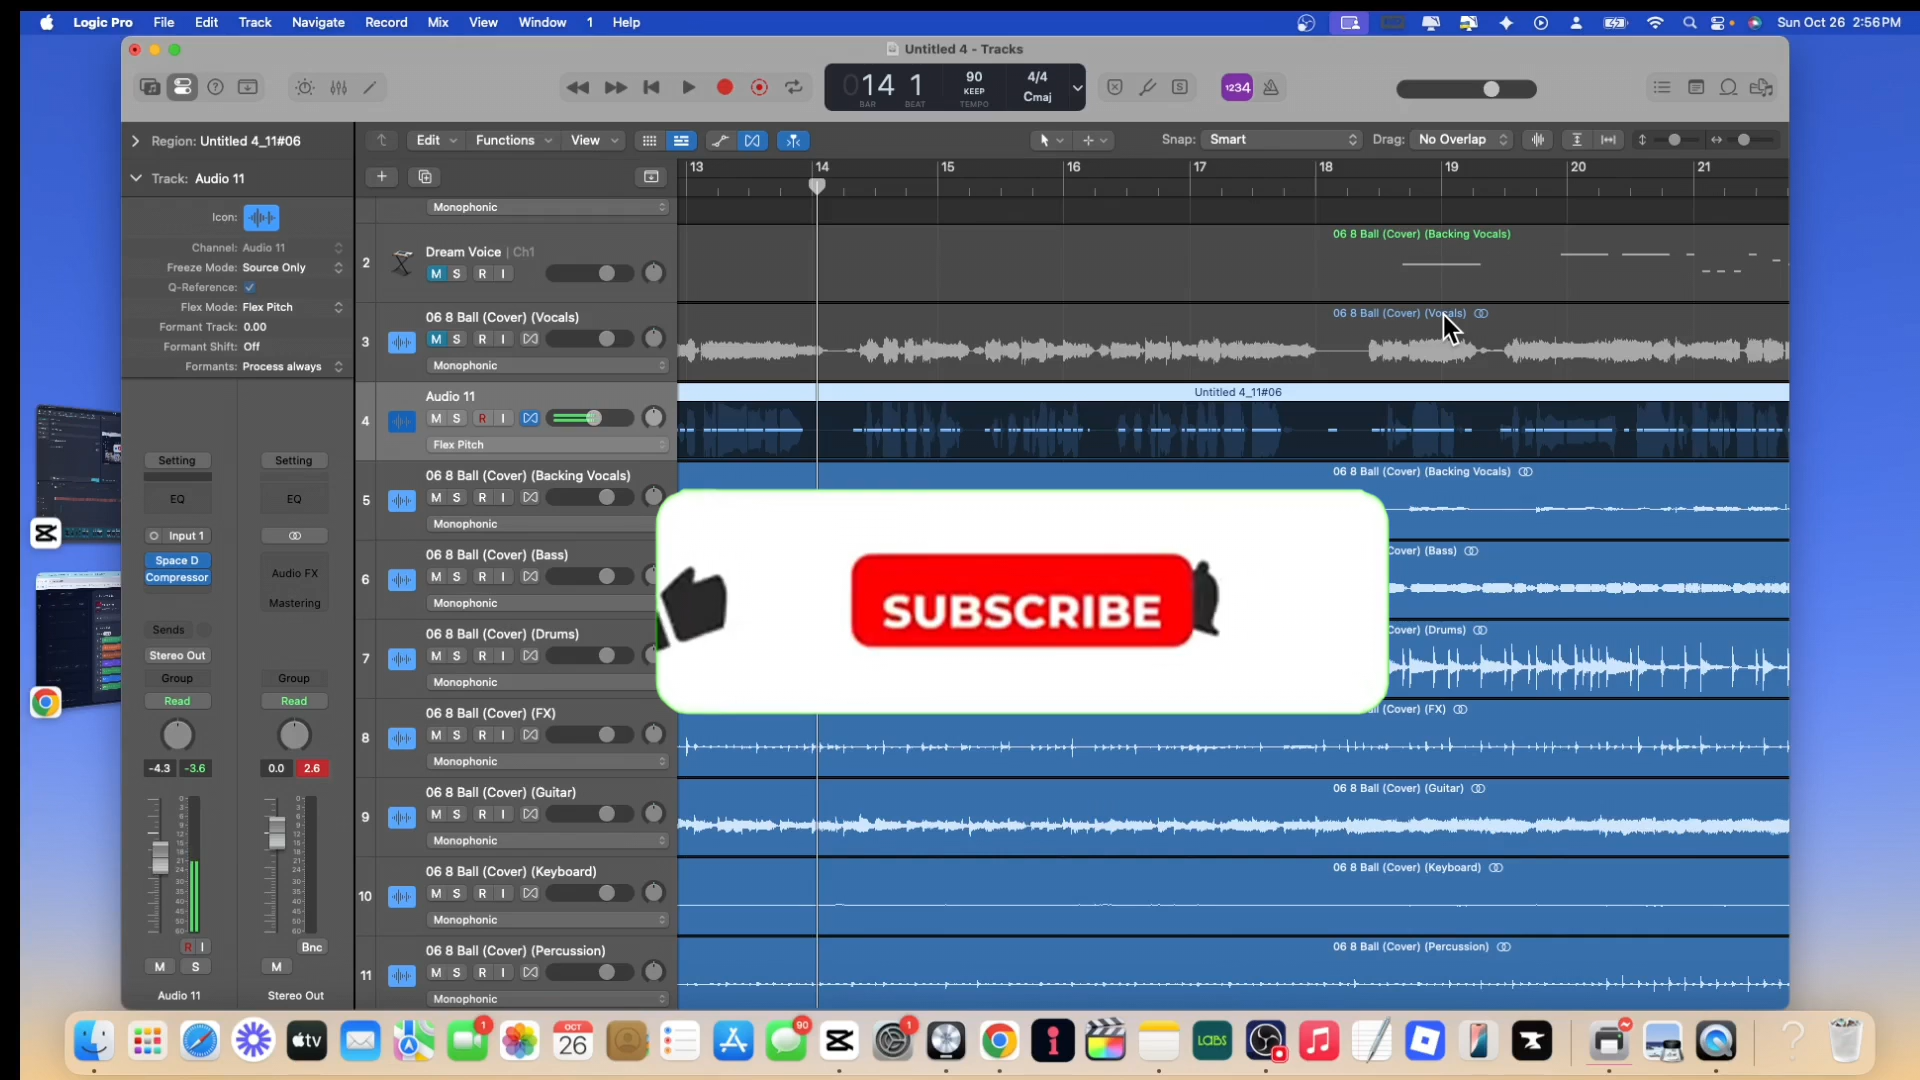 Logic Pro File Edit Track Navigate Record Mix View Window 1 Help
Sun Oct 26 2:56 PM
Untitled 4 - Tracks
014 1
BAR BEAT
90
KEEP
TEMPO
4/4
Cmaj
1234
Region: Untitled 4_11#06
Track: Audio 11
Icon:
Channel: Audio 11
Freeze Mode: Source Only
Q-Reference:
Flex Mode: Flex Pitch
Formant Track: 0.00
Formant Shift: Off
Formants: Process always
Edit Functions View
Snap: Smart
Drag: No Overlap
13 14 15 16 17 18 19 20 21
Monophonic
2
Dream Voice | Ch1
M S R I
06 8 Ball (Cover) (Backing Vocals)
3
06 8 Ball (Cover) (Vocals)
M S R I
Monophonic
06 8 Ball (Cover) (Vocals)
4
Audio 11
M S R I
Flex Pitch
Untitled 4_11#06
5
06 8 Ball (Cover) (Backing Vocals)
M S R I
Monophonic
06 8 Ball (Cover) (Backing Vocals)
6
06 8 Ball (Cover) (Bass)
M S R I
Monophonic
Cover) (Bass)
7
06 8 Ball (Cover) (Drums)
M S R I
Monophonic
Cover) (Drums)
SUBSCRIBE
8
06 8 Ball (Cover) (FX)
M S R I
Monophonic
(Cover) (FX)
9
06 8 Ball (Cover) (Guitar)
M S R I
Monophonic
06 8 Ball (Cover) (Guitar)
10
06 8 Ball (Cover) (Keyboard)
M S R I
Monophonic
06 8 Ball (Cover) (Keyboard)
11
06 8 Ball (Cover) (Percussion)
M S R I
Monophonic
06 8 Ball (Cover) (Percussion)
Setting Setting
EQ EQ
Input 1
Space D
Compressor
Audio FX
Mastering
Sends
Stereo Out
Group Group
Read Read
-4.3 -3.6 0.0 2.6
R I
Bnc
M S M
Audio 11 Stereo Out
tv
1
OCT
26
90
1
LABS